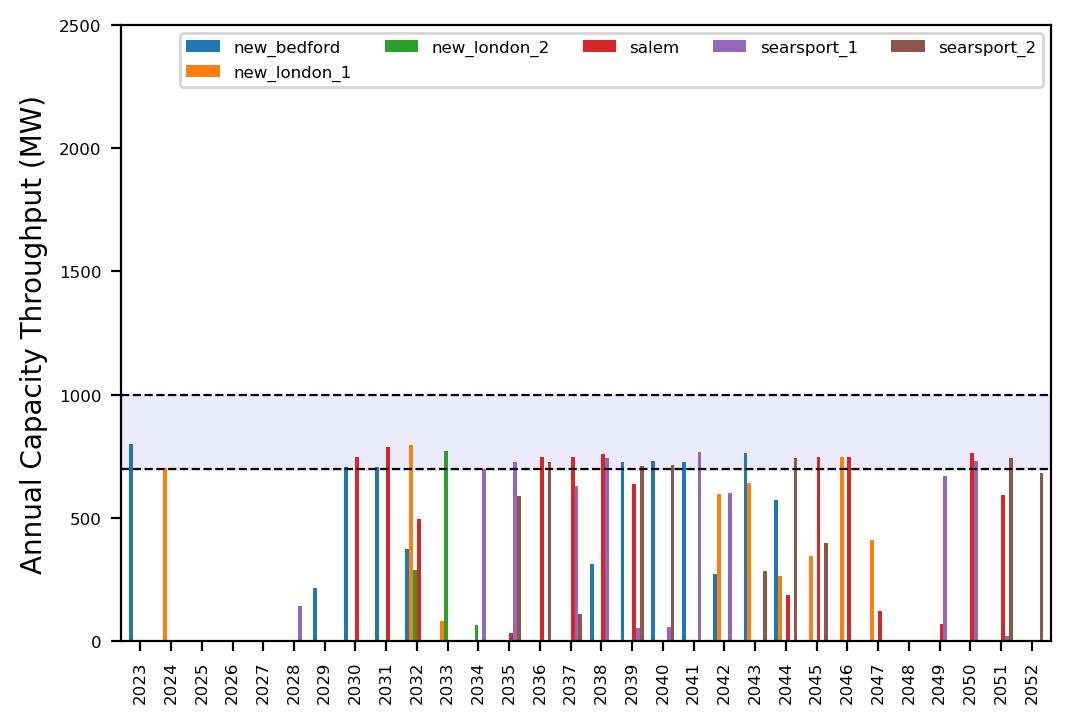 Annual Capacity Throughput (MW)
2500
2000
1500
1000
500
0
new_bedford new_london_2 salem searsport_1 searsport_2
new_london_1
2023 2024 2025 2026 2027 2028 2029 2030 2031 2032 2033 2034 2035 2036 2037 2038 2039 2040 2041 2042 2043 2044 2045 2046 2047 2048 2049 2050 2051 2052